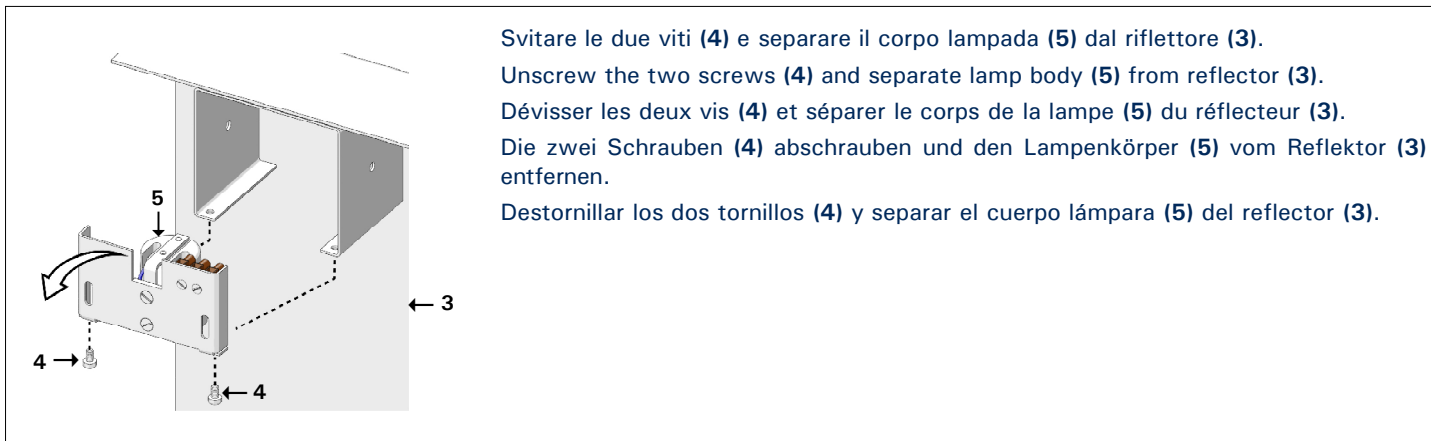 Svitare le due viti (4) e separare il corpo lampada (5) dal riflettore (3).
Unscrew the two screws (4) and separate lamp body (5) from reflector (3).
Dévisser les deux vis (4) et séparer le corps de la lampe (5) du réflecteur (3).
Die zwei Schrauben (4) abschrauben und den Lampenkörper (5) vom Reflektor (3)
entfernen.
Destornillar los dos tornillos (4) y separar el cuerpo lámpara (5) del reflector (3).
5
3
4
4